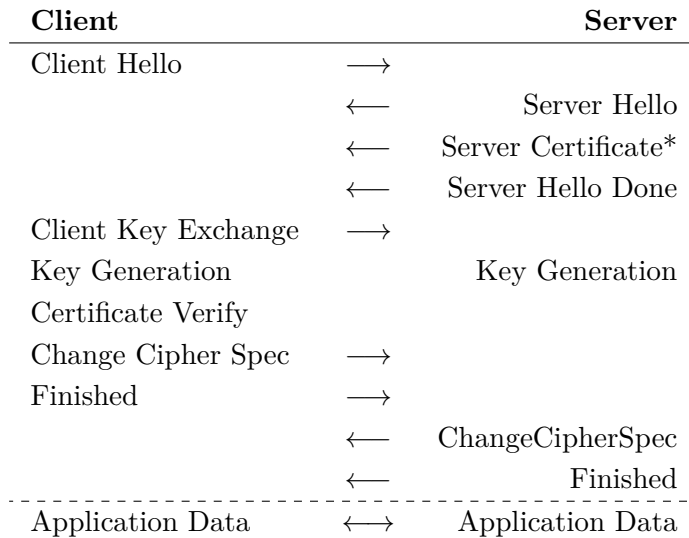 Client Server
Client Hello ⟶
⟵ Server Hello
⟵ Server Certificate*
⟵ Server Hello Done
Client Key Exchange ⟶
Key Generation Key Generation
Certificate Verify
Change Cipher Spec ⟶
Finished ⟶
⟵ ChangeCipherSpec
⟵ Finished
Application Data ⟷ Application Data